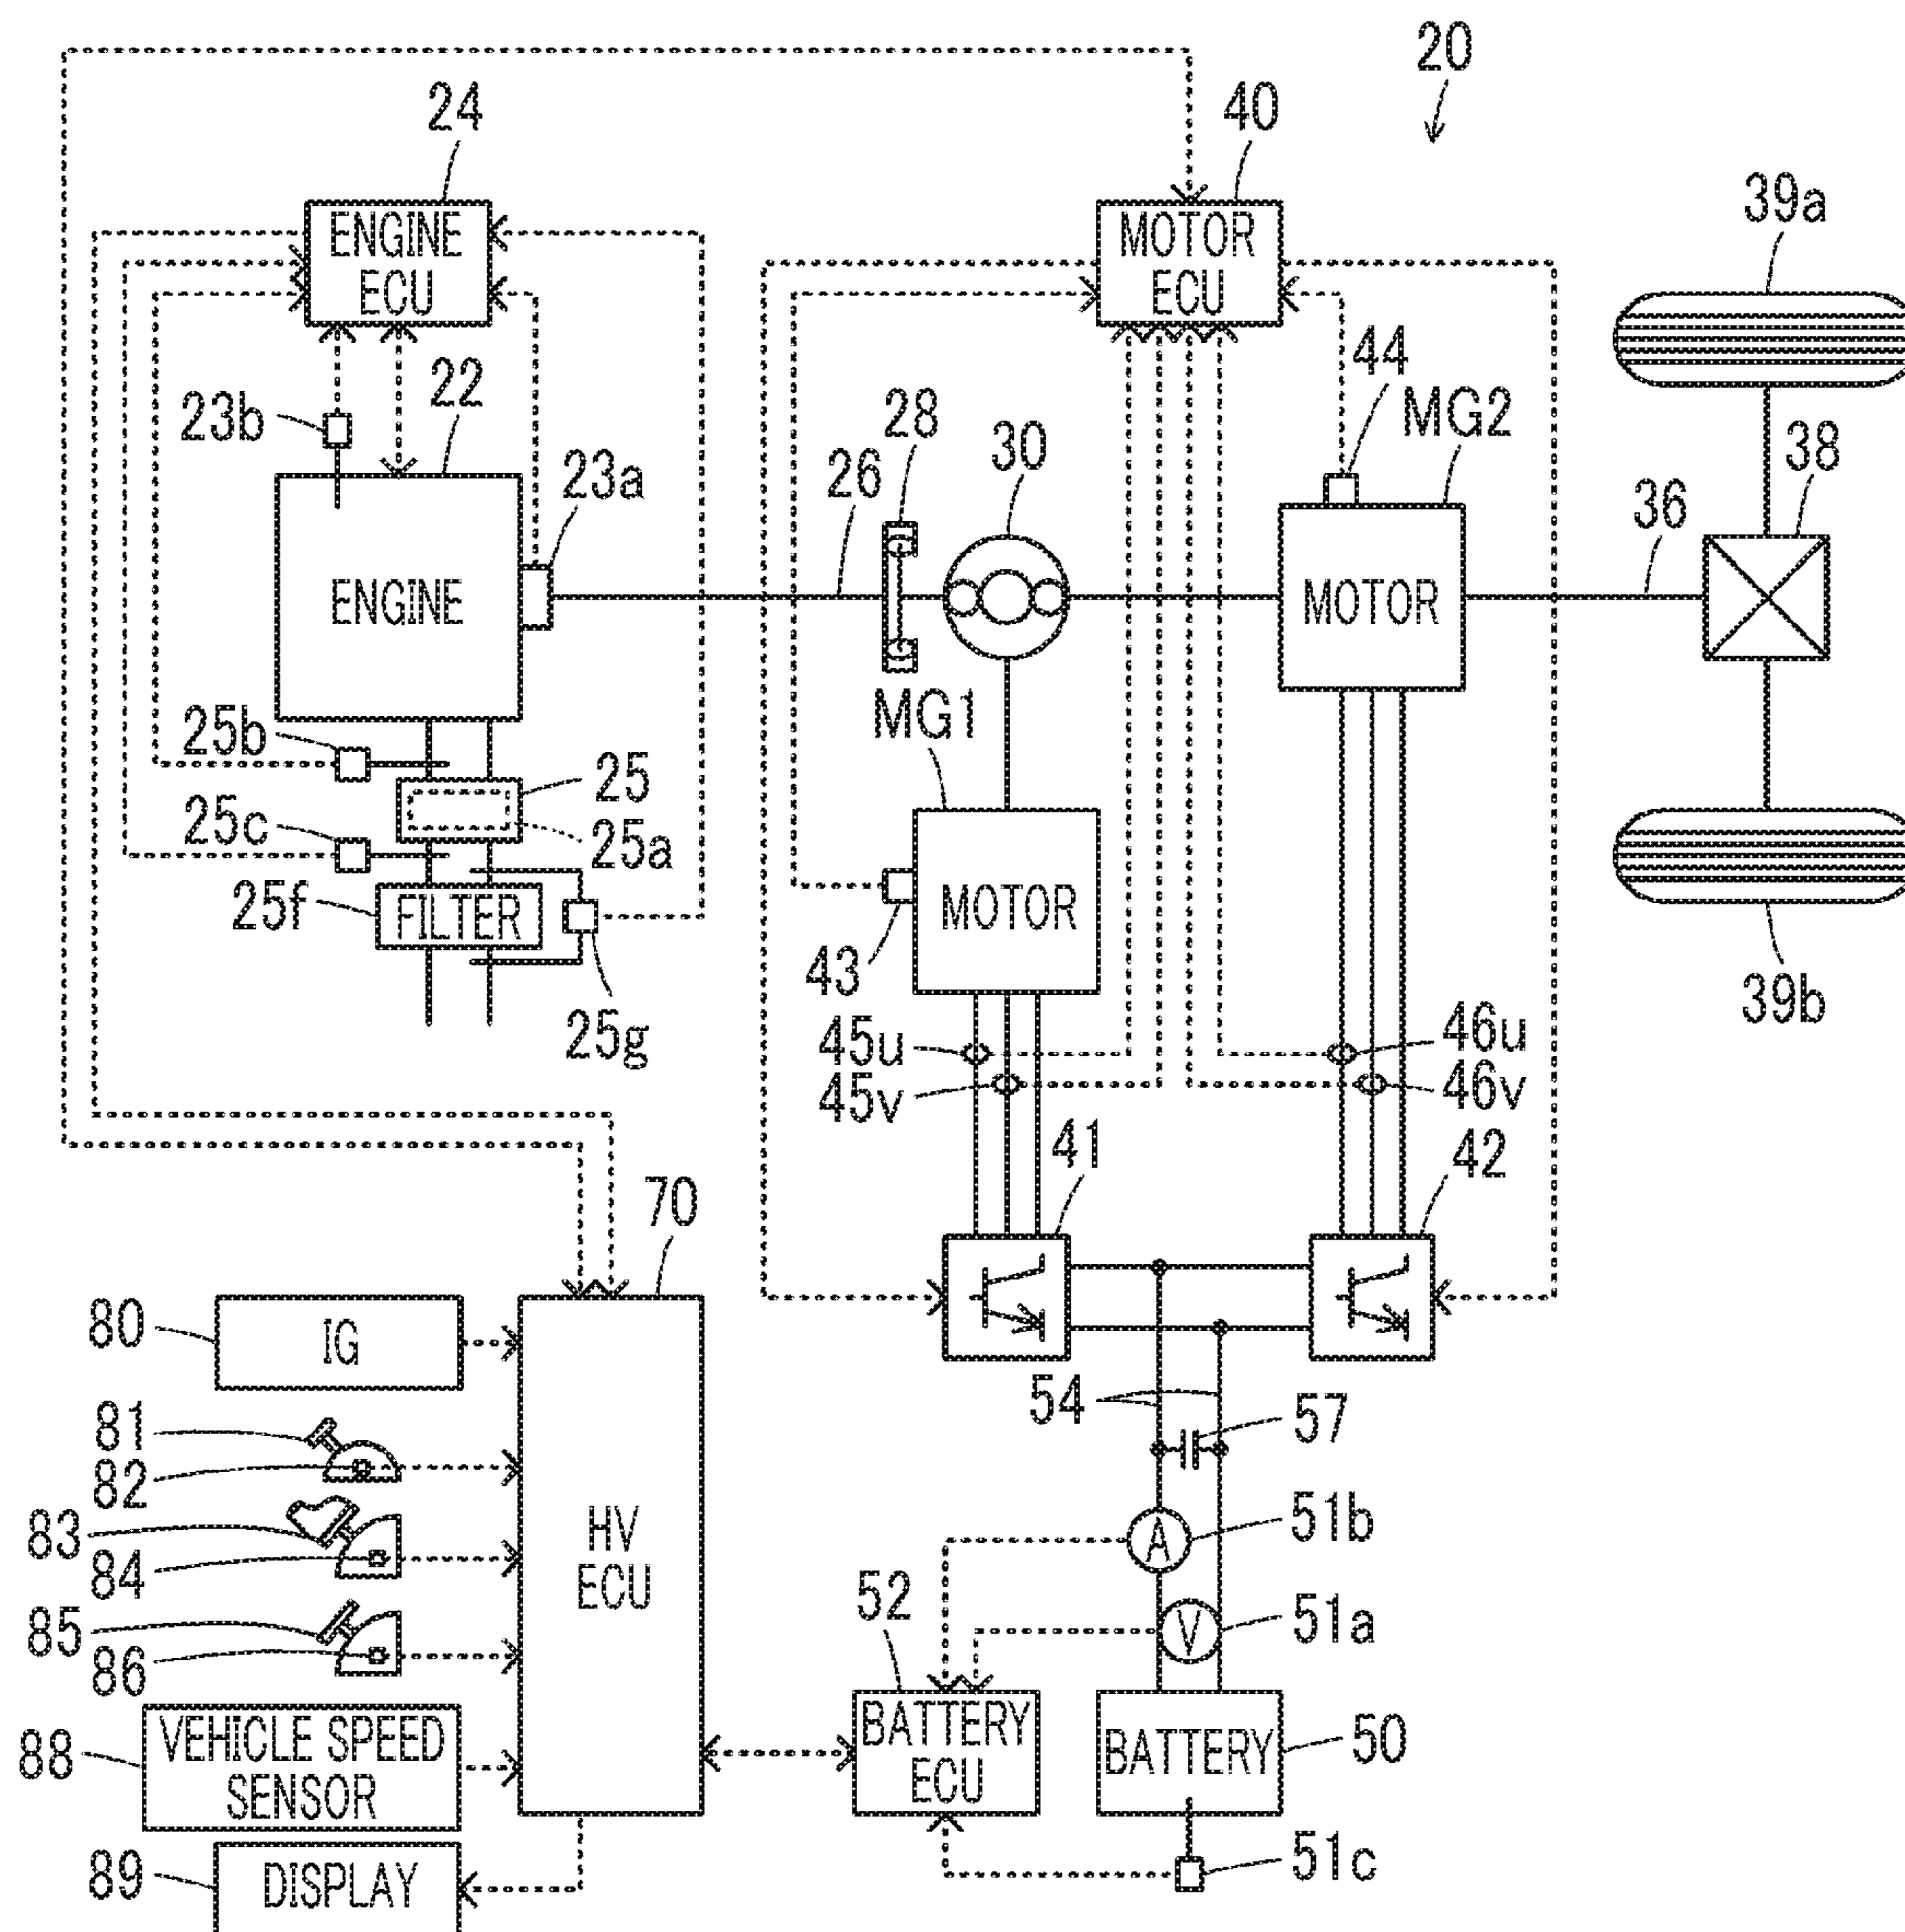 20
24
40
39a
ENGINE
ECU
MOTOR
ECU
22
44
23b
28
MG2
30
38
23a
26
36
ENGINE
MOTOR
MG1
25b
25
25c
25a
25f
FILTER
MOTOR
43
39b
25g
45u
46u
45v
46v
41
42
70
80
IG
54
57
81
82
83
HV
ECU
51b
A
84
52
85
51a
V
86
BATTERY
ECU
BATTERY
50
88
VEHICLE SPEED
SENSOR
89
DISPLAY
51c